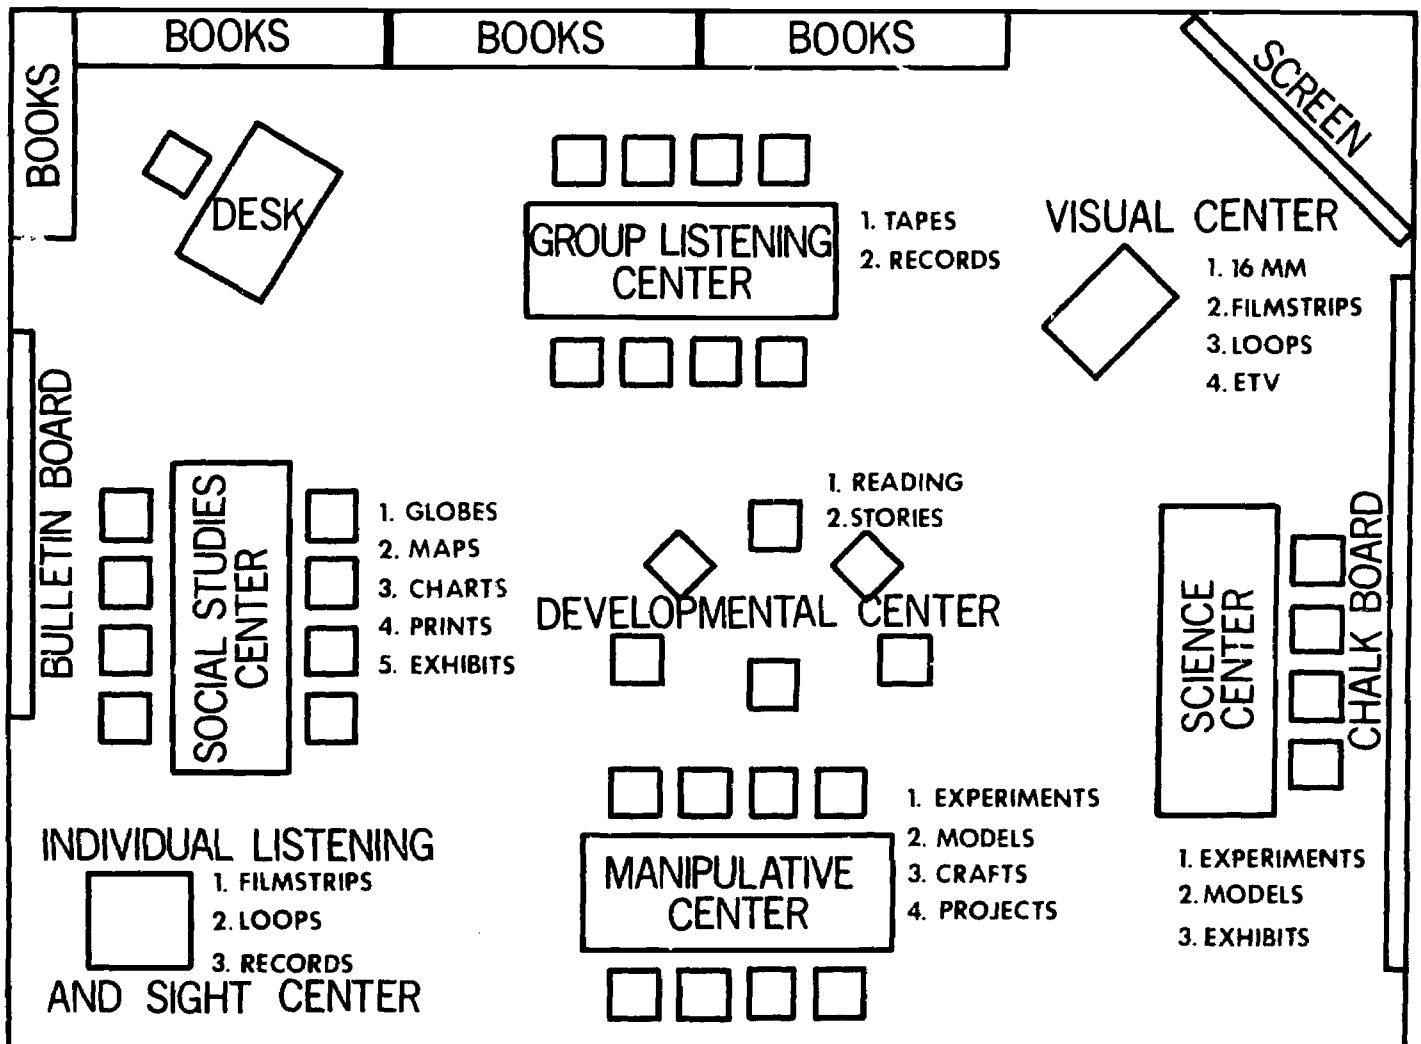 BOOKS
BOOKS
BOOKS
BOOKS
SCREEN
DESK
GROUP LISTENING
CENTER
1. TAPES
2. RECORDS
VISUAL CENTER
1. 16 MM
2. FILMSTRIPS
3. LOOPS
4. ETV
BULLETIN BOARD
SOCIAL STUDIES
CENTER
1. GLOBES
2. MAPS
3. CHARTS
4. PRINTS
5. EXHIBITS
1. READING
2. STORIES
DEVELOPMENTAL CENTER
SCIENCE
CENTER
CHALK BOARD
1. EXPERIMENTS
2. MODELS
3. EXHIBITS
INDIVIDUAL LISTENING
1. FILMSTRIPS
2. LOOPS
3. RECORDS
AND SIGHT CENTER
MANIPULATIVE
CENTER
1. EXPERIMENTS
2. MODELS
3. CRAFTS
4. PROJECTS